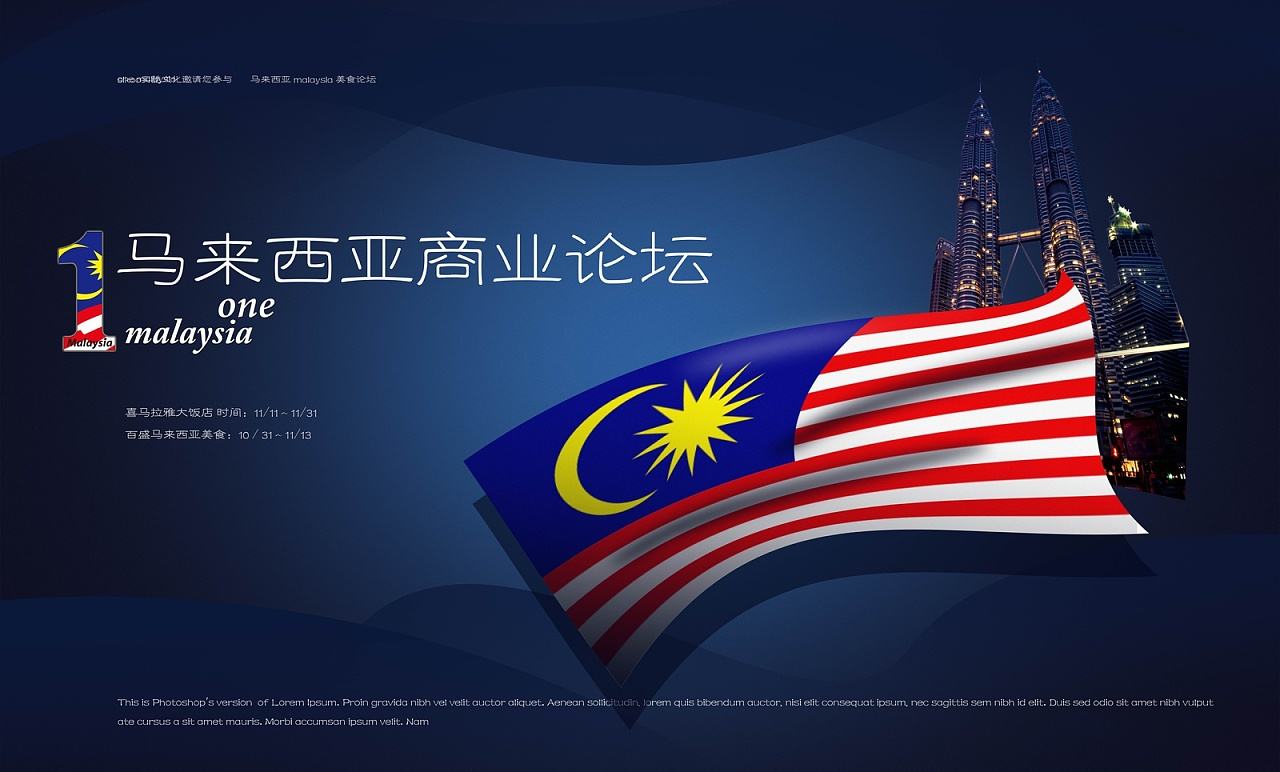 实践文化邀请您参与 马来西亚 malaysia 美食论坛
马来西亚商业论坛
one
malaysia
Malaysia
喜马拉雅大饭店 时间：11/11~11/31
百盛马来西亚美食：10/31~11/13
This is Photoshop's version of Lorem Ipsum. Proin gravida nibh vel velit auctor aliquet. Aenean sollicitudin, lorem quis bibendum auctor, nisi elit consequat ipsum, nec sagittis sem nibh id elit. Duis sed odio sit amet nibh vulput
ate cursus a sit amet mauris. Morbi accumsan ipsum velit. Nam